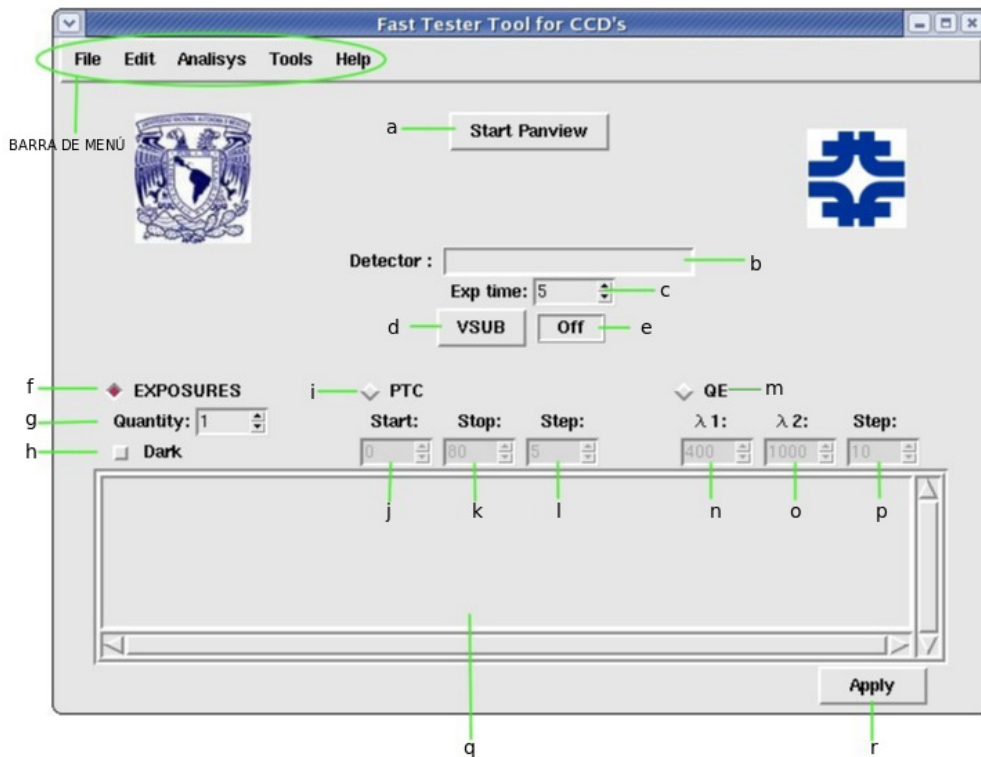 Fast Tester Tool for CCD's
File Edit Analisys Tools Help
BARRA DE MENÚ
a Start Panview
Detector : b
Exp time: 5 c
d VSUB Off e
f EXPOSURES i PTC QE m
g Quantity: 1 Start: Stop: Step: λ1: λ2: Step:
h Dark 0 80 5 400 1000 10
j k l n o p
Apply
q r